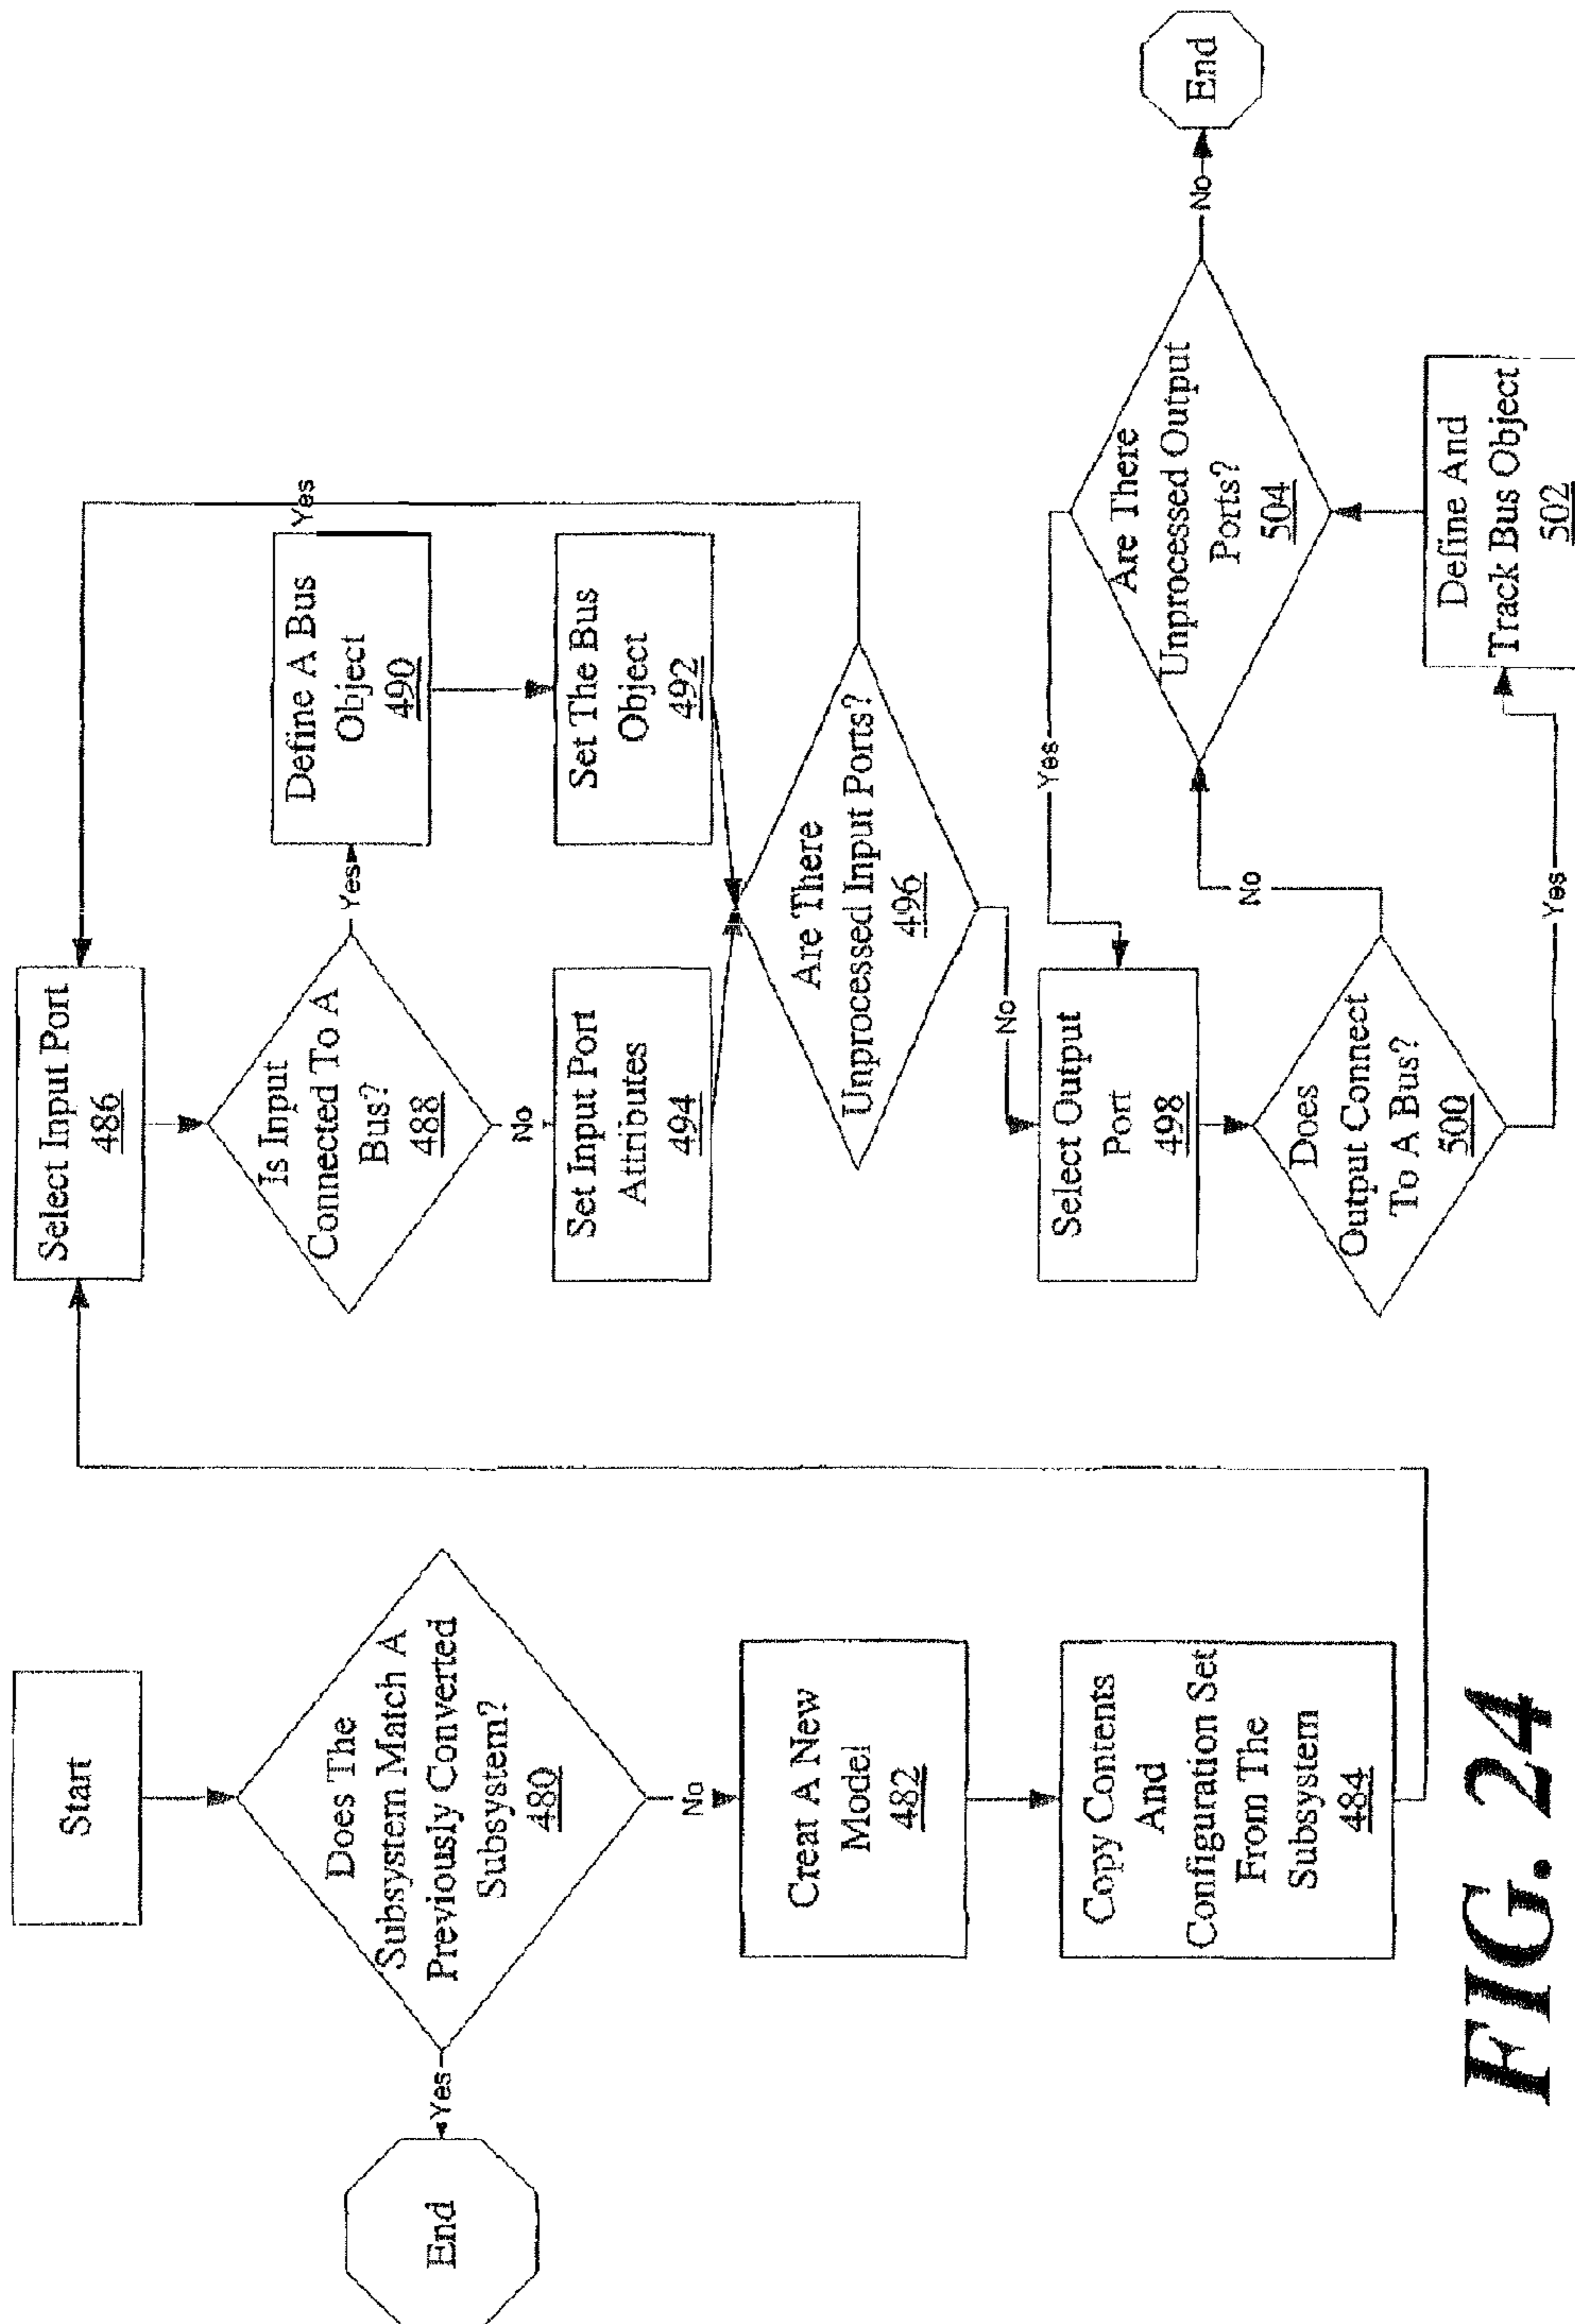 Start
Does The
Subsystem Match A
Previously Converted
Subsystem?
480
Yes
End
No
Creat A New
Model
482
Copy Contents
And
Configuration Set
From The
Subsystem
484
Select Input Port
486
Is Input
Connected To A
Bus?
488
Yes
Define A Bus
Object
490
Set The Bus
Object
492
No
Set Input Port
Attributes
494
Are There
Unprocessed Input Ports?
496
Yes
No
Select Output
Port
498
Does
Output Connect
To A Bus?
500
No
Yes
Define And
Track Bus Object
502
Are There
Unprocessed Output
Ports?
504
Yes
No
End
FIG. 24